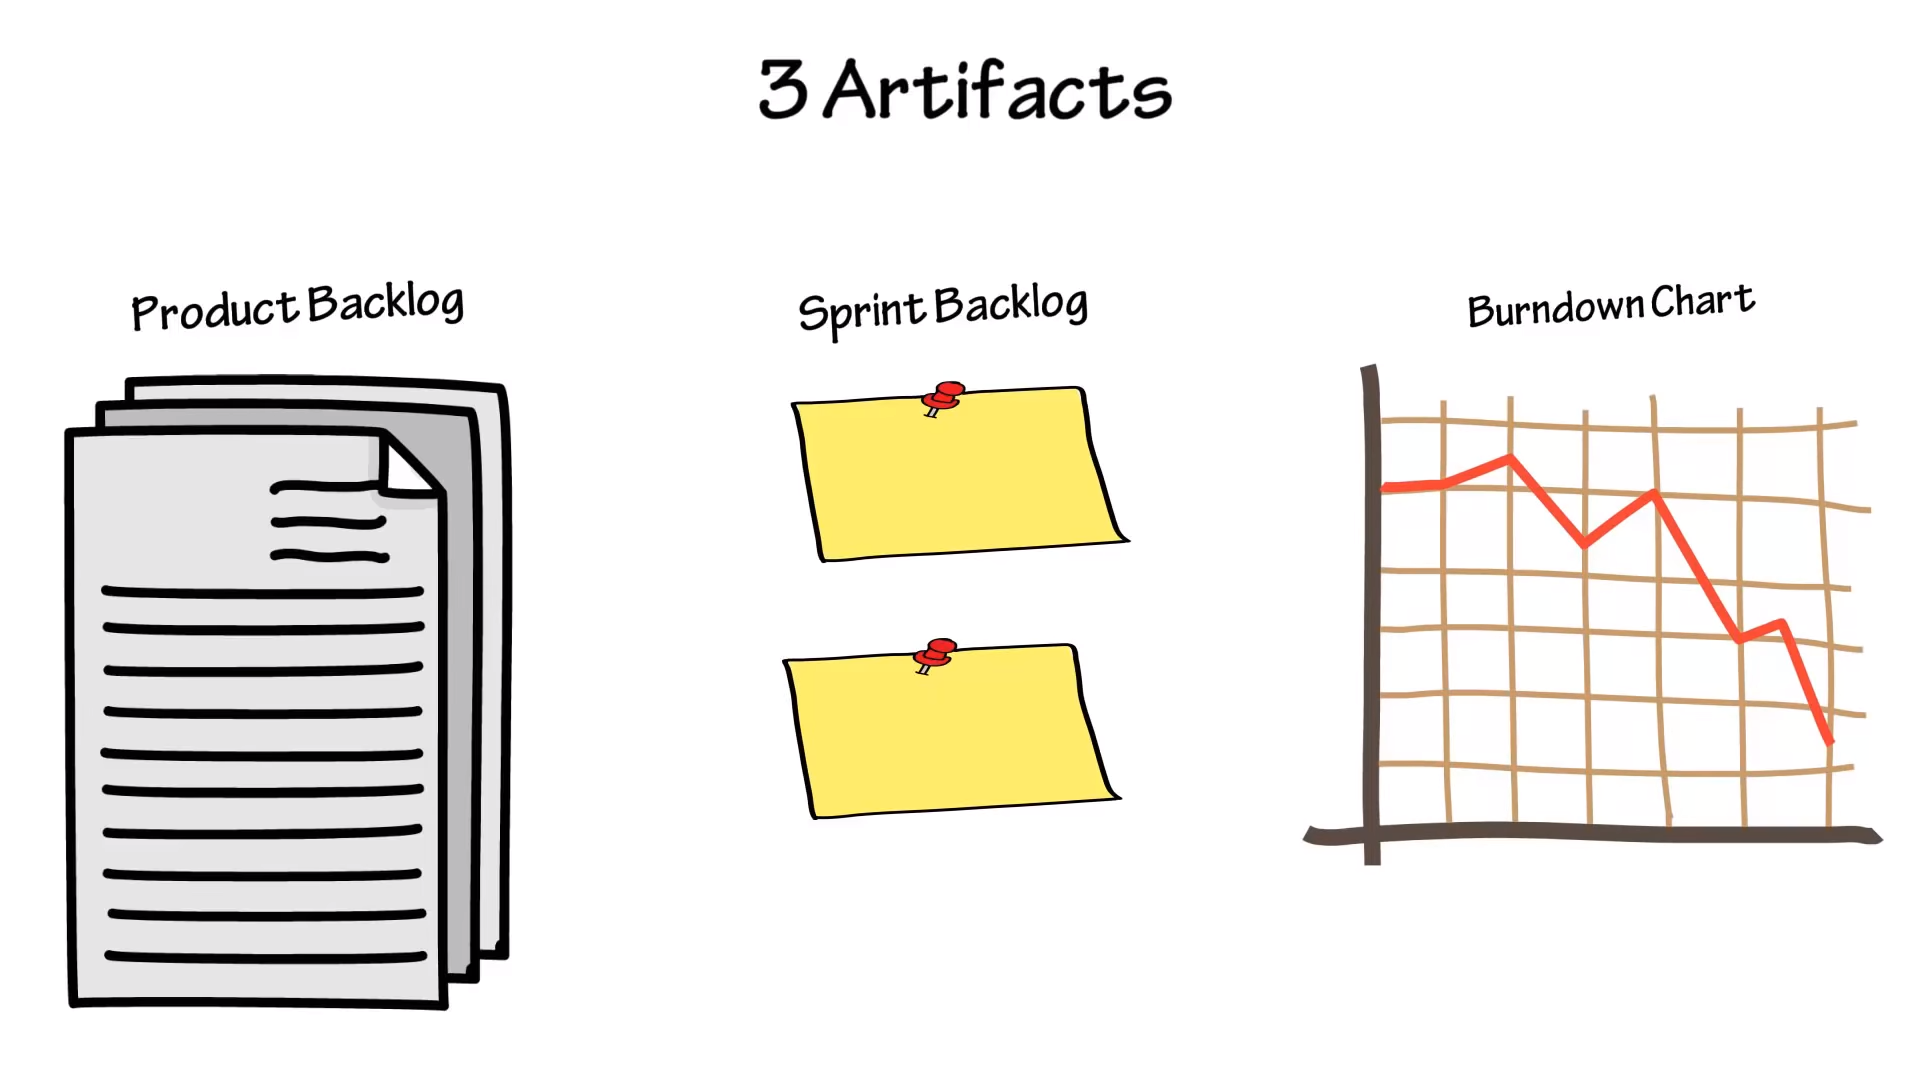 3 Artifacts
Product Backlog
Sprint Backlog
Burndown Chart